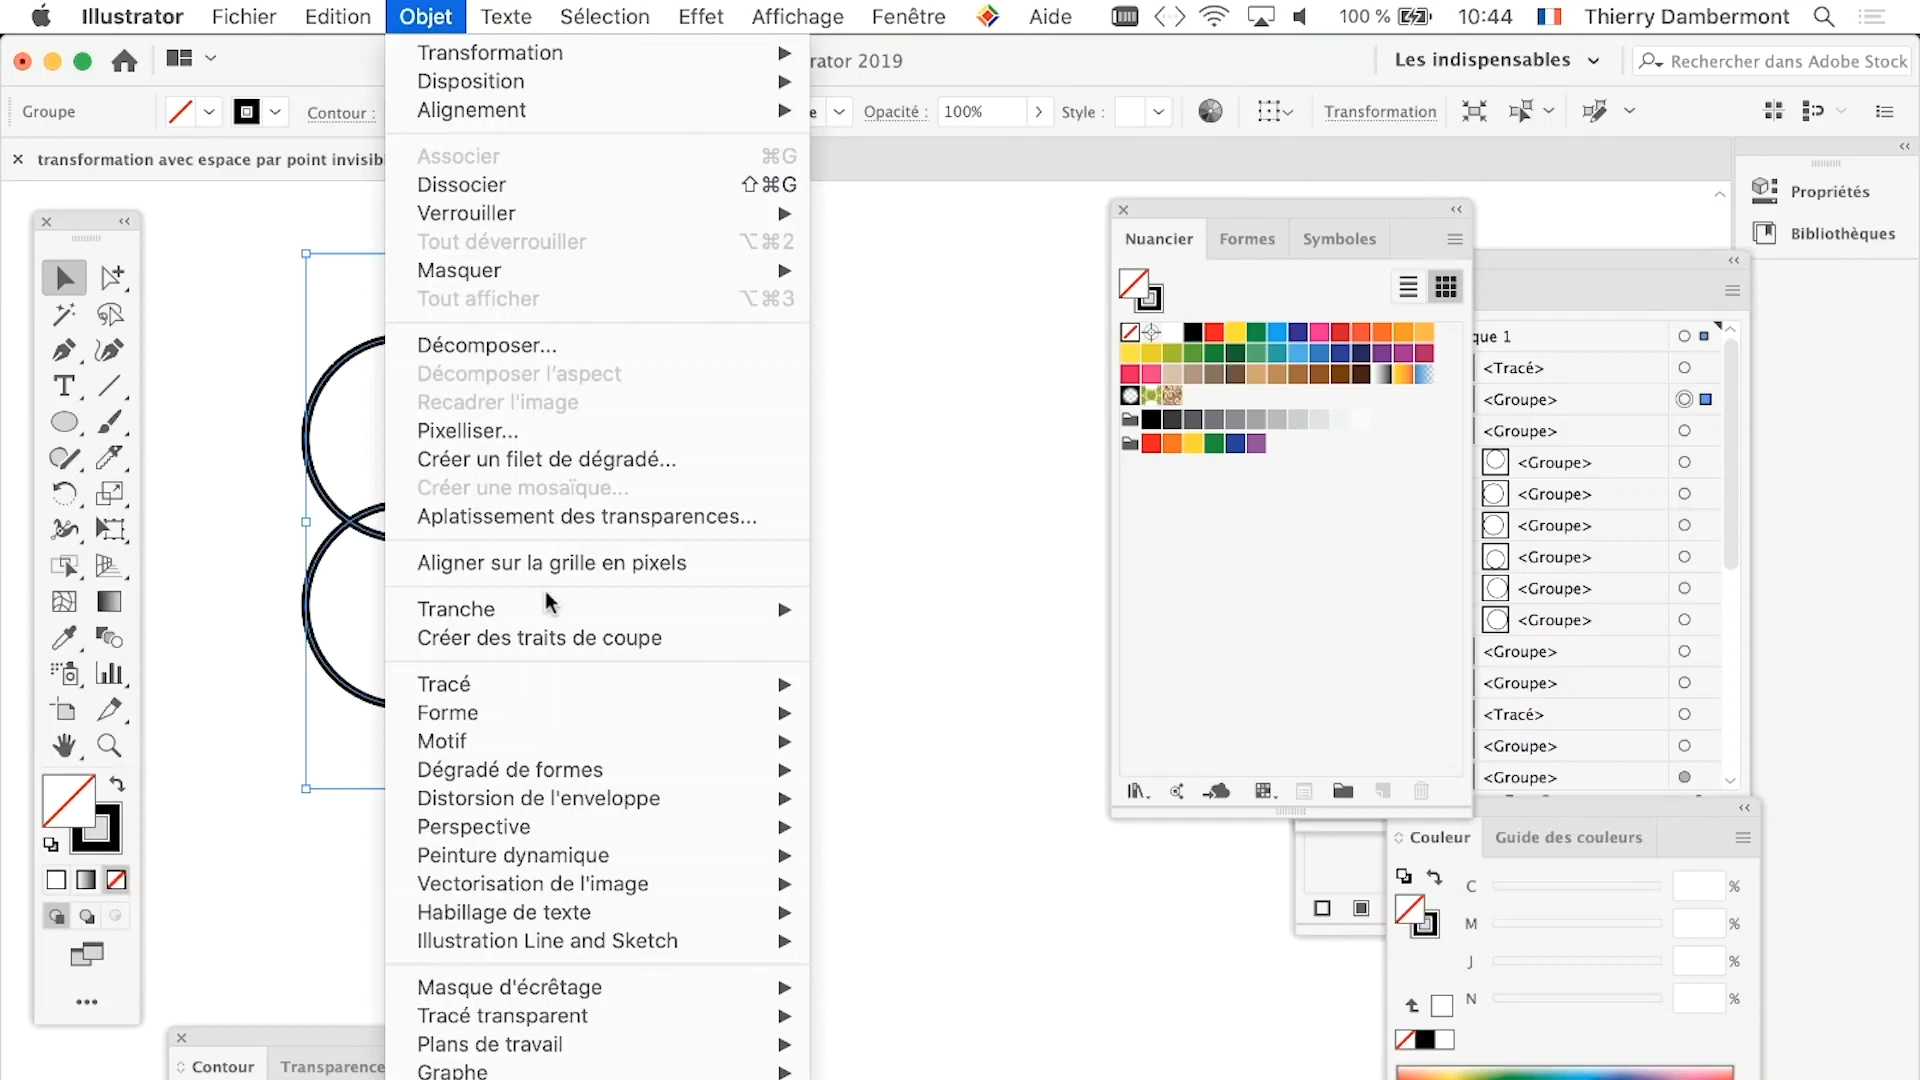 Illustrator Fichier Edition Objet Texte Sélection Effet Affichage Fenêtre Aide 100 % 10:44 Thierry Dambermont
rator 2019 Les indispensables Rechercher dans Adobe Stock
Groupe Contour : Opacité : 100% Style : Transformation
transformation avec espace par point invisib
Transformation
Disposition
Alignement
Associer ⌘G
Dissocier ⇧⌘G
Verrouiller
Tout déverrouiller ⌥⌘2
Masquer
Tout afficher ⌥⌘3
Décomposer...
Décomposer l’aspect
Recadrer l'image
Pixelliser...
Créer un filet de dégradé...
Créer une mosaïque...
Aplatissement des transparences...
Aligner sur la grille en pixels
Tranche
Créer des traits de coupe
Tracé
Forme
Motif
Dégradé de formes
Distorsion de l'enveloppe
Perspective
Peinture dynamique
Vectorisation de l'image
Habillage de texte
Illustration Line and Sketch
Masque d'écrêtage
Tracé transparent
Plans de travail
Graphe
Contour Transparence
Nuancier Formes Symboles
Propriétés
Bibliothèques
que 1
<Tracé>
<Groupe>
<Groupe>
<Groupe>
<Groupe>
<Groupe>
<Groupe>
<Groupe>
<Groupe>
<Groupe>
<Groupe>
<Tracé>
<Groupe>
<Groupe>
Couleur Guide des couleurs
C %
M %
J %
N %